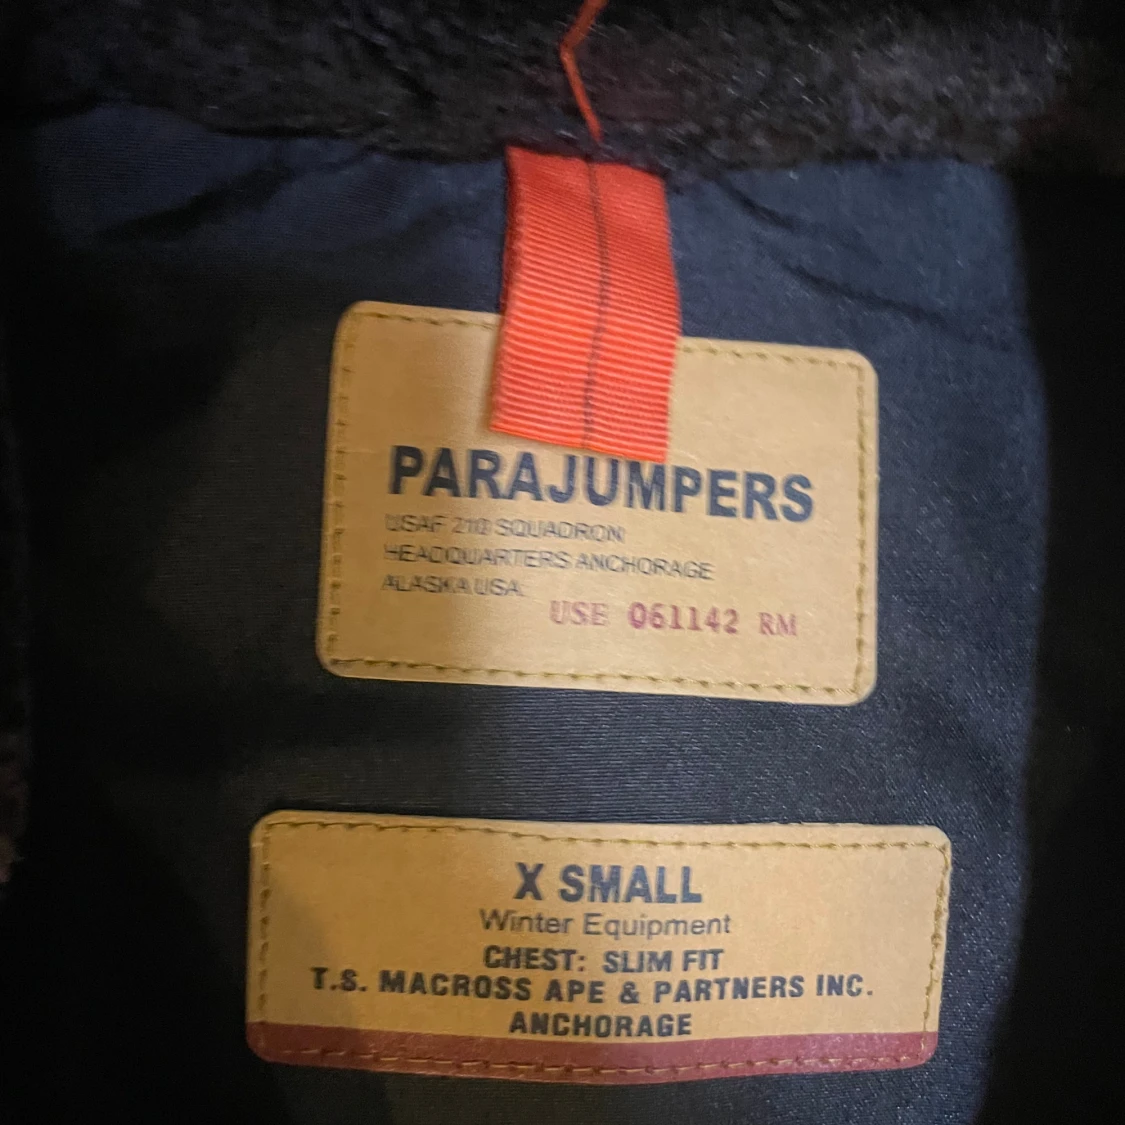 PARAJUMPERS
USAF 210 SQUADRON
HEADQUARTERS ANCHORAGE
ALASKA USA.
USE 061142 RM
X SMALL
Winter Equipment
CHEST: SLIM FIT
T.S. MACROSS APE & PARTNERS INC.
ANCHORAGE